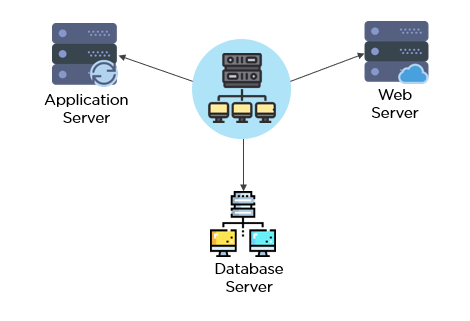 Application
Server
Web
Server
Database
Server